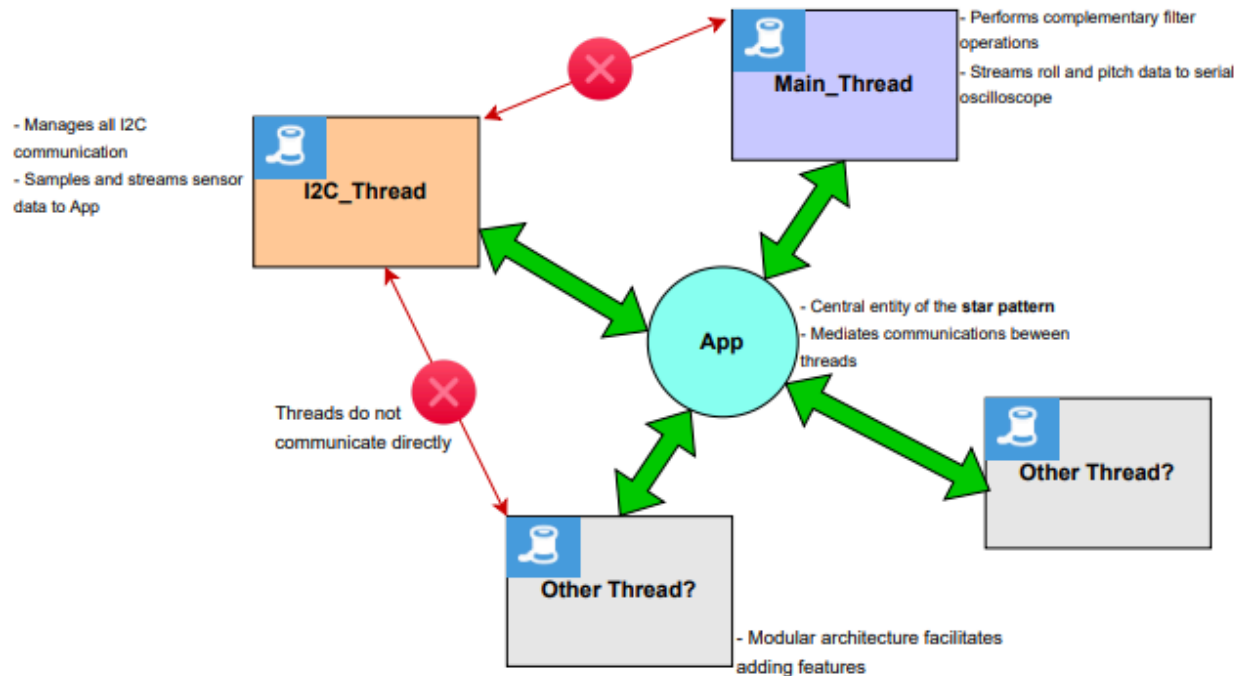 - Performs complementary filter
operations
- Streams roll and pitch data to serial
oscilloscope
Main_Thread
- Manages all I2C
communication
- Samples and streams sensor
data to App
I2C_Thread
- Central entity of the star pattern
- Mediates communications beween
threads
App
Threads do not
communicate directly
Other Thread?
Other Thread?
- Modular architecture facilitates
adding features